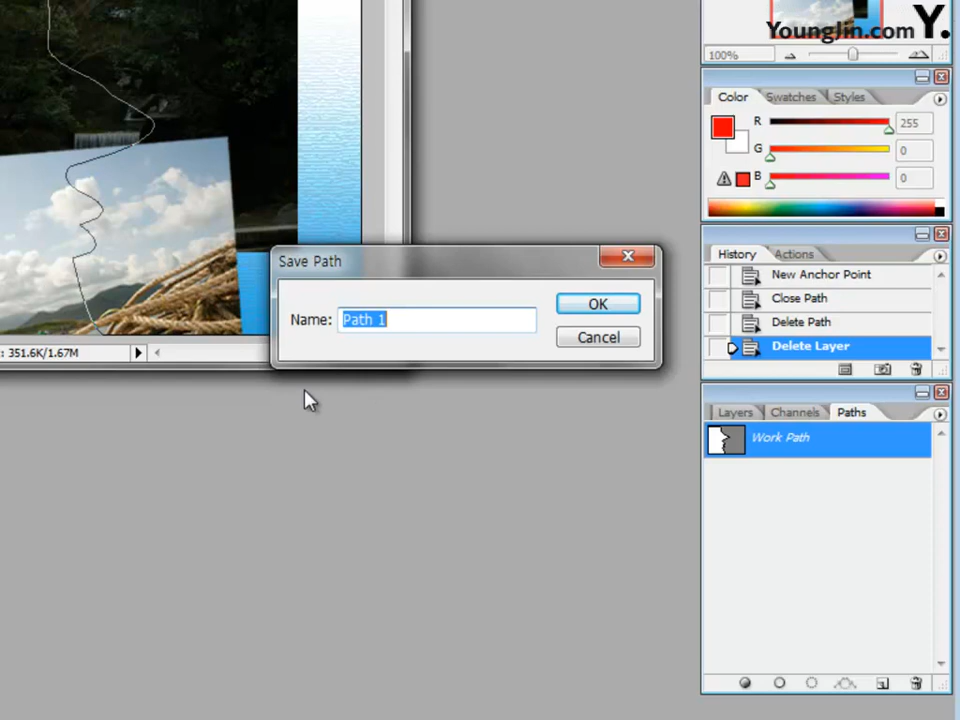 YoungJin.com Y.
100%
Color Swatches Styles
R 255
G 0
B 0
Save Path
Name: Path 1
OK
Cancel
History Actions
New Anchor Point
Close Path
Delete Path
Delete Layer
: 351.6K/1.67M
Layers Channels Paths
Work Path